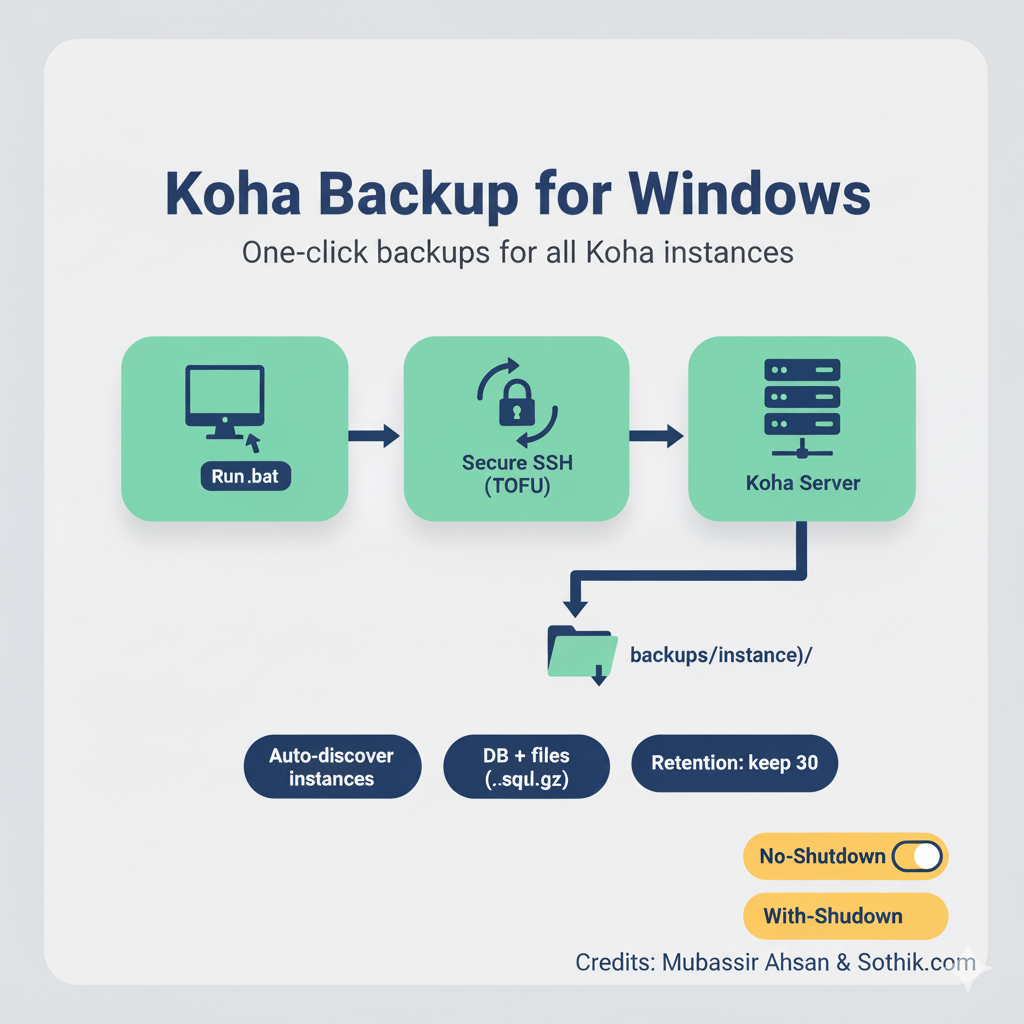 Koha Backup for Windows
One-click backups for all Koha instances
Run.bat
Secure SSH
(TOFU)
Koha Server
backups/instance)/
Auto-discover
instances
DB + files
(..sqıl.gz)
Retention: keep 30
No-Shutdown
With-Shudown
Credits: Mubassir Ahsan & Sothik.com